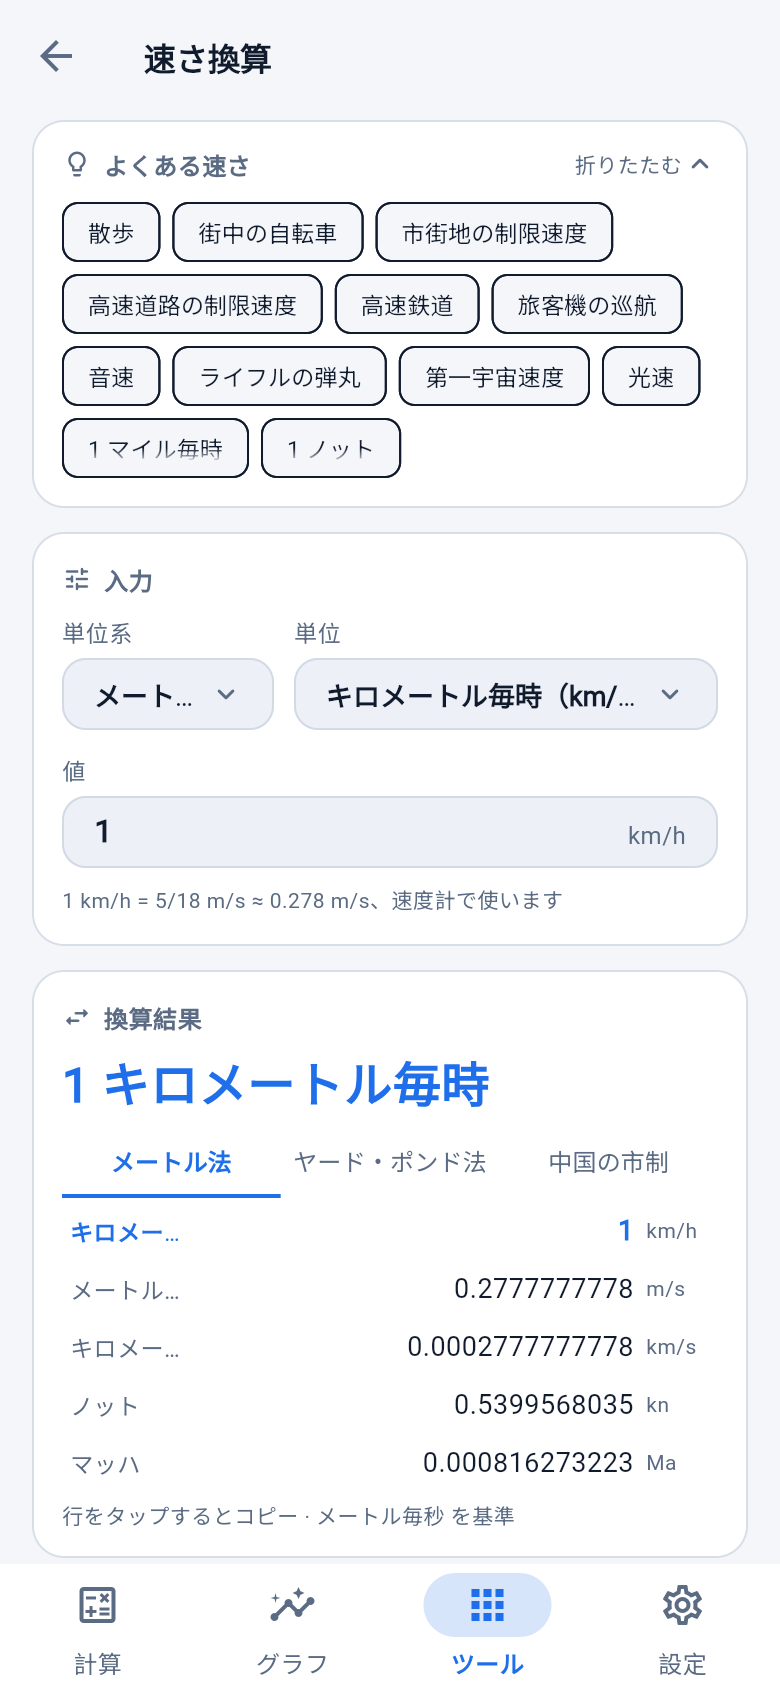 速さ換算
よくある速さ 折りたたむ
散歩 街中の自転車 市街地の制限速度
高速道路の制限速度 高速鉄道 旅客機の巡航
音速 ライフルの弾丸 第一宇宙速度 光速
1 マイル毎時 1 ノット
入力
単位系 単位
メート... キロメートル毎時（km/...
値
1 km/h
1 km/h = 5/18 m/s ≈ 0.278 m/s、速度計で使います
換算結果
1 キロメートル毎時
メートル法 ヤード・ポンド法 中国の市制
キロメー... 1 km/h
メートル... 0.2777777778 m/s
キロメー... 0.0002777777778 km/s
ノット 0.5399568035 kn
マッハ 0.000816273223 Ma
行をタップするとコピー · メートル毎秒 を基準
計算 グラフ ツール 設定